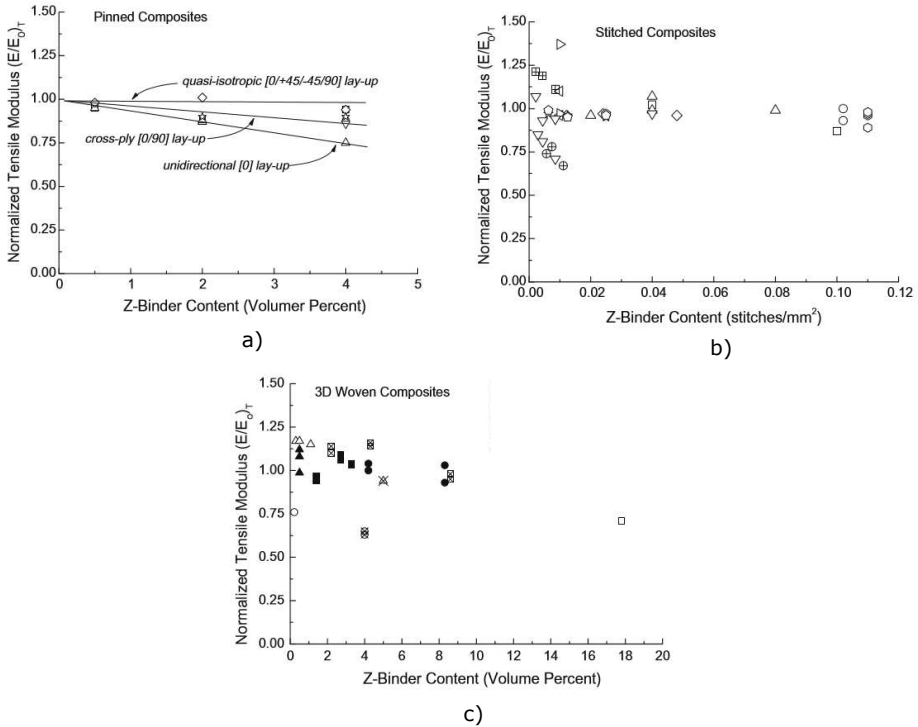 Pinned Composites
Normalized Tensile Modulus (E/E₀)T
1.50
1.25
1.00
0.75
0.50
0.25
0.00
quasi-isotropic [0/+45/-45/90] lay-up
cross-ply [0/90] lay-up
unidirectional [0] lay-up
0 1 2 3 4 5
Z-Binder Content (Volumer Percent)
a)
Stitched Composites
Normalized Tensile Modulus (E/E₀)T
1.50
1.25
1.00
0.75
0.50
0.25
0.00
0.00 0.02 0.04 0.06 0.08 0.10 0.12
Z-Binder Content (stitches/mm²)
b)
3D Woven Composites
Normalized Tensile Modulus (E/E₀)T
1.50
1.25
1.00
0.75
0.50
0.25
0.00
0 2 4 6 8 10 12 14 16 18 20
Z-Binder Content (Volume Percent)
c)